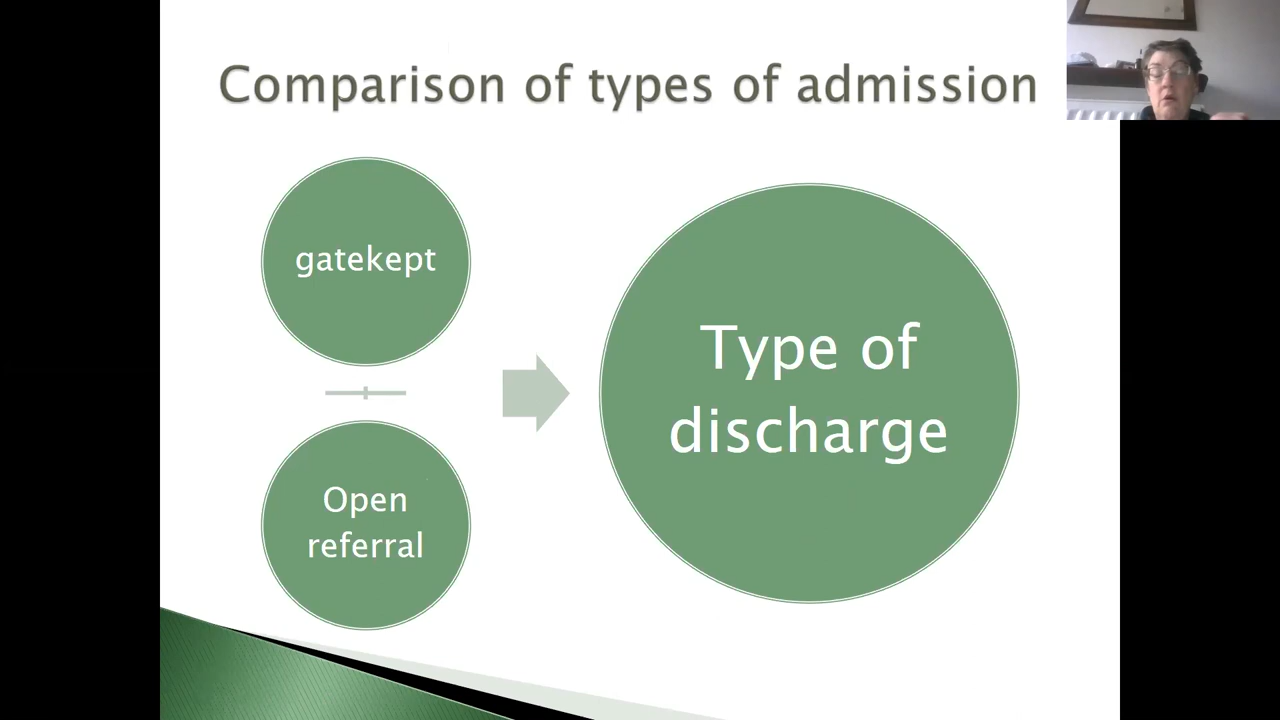 Comparison of types of admission
gatekept
Open
referral
Type of
discharge